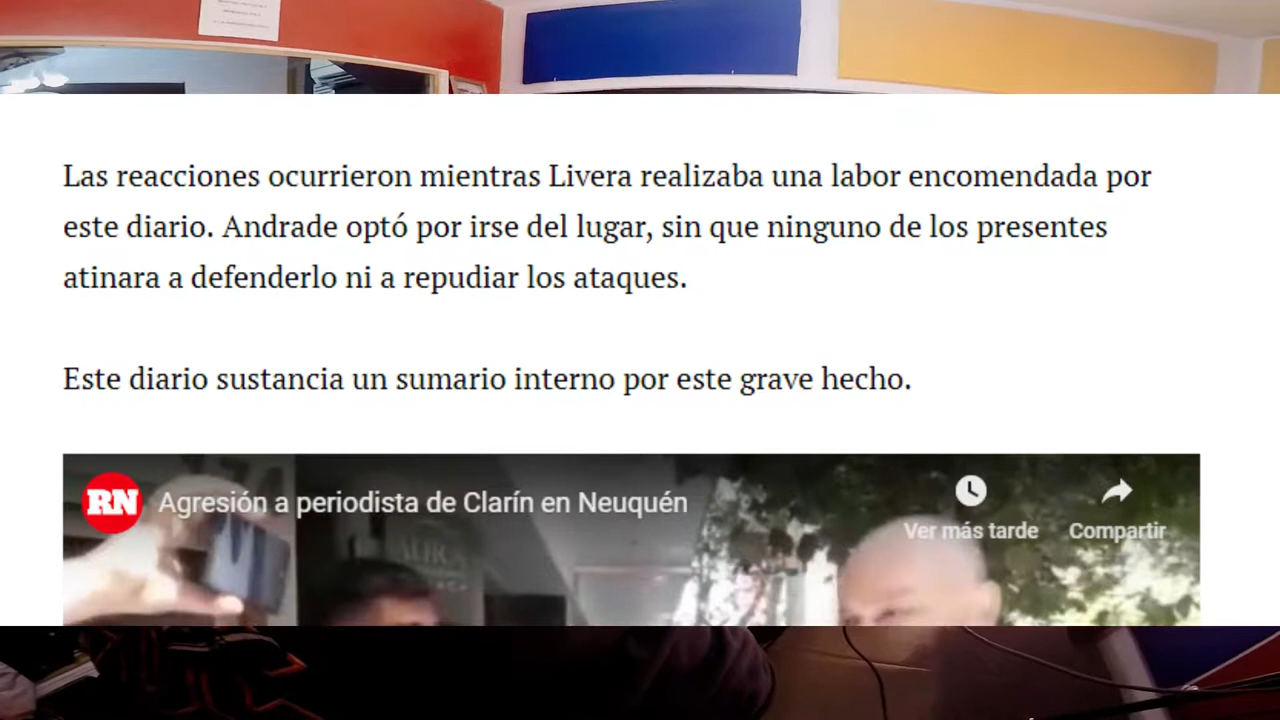 Las reacciones ocurrieron mientras Livera realizaba una labor encomendada por
este diario. Andrade optó por irse del lugar, sin que ninguno de los presentes
atinara a defenderlo ni a repudiar los ataques.
Este diario sustancia un sumario interno por este grave hecho.
RN Agresión a periodista de Clarín en Neuquén
Ver más tarde Compartir